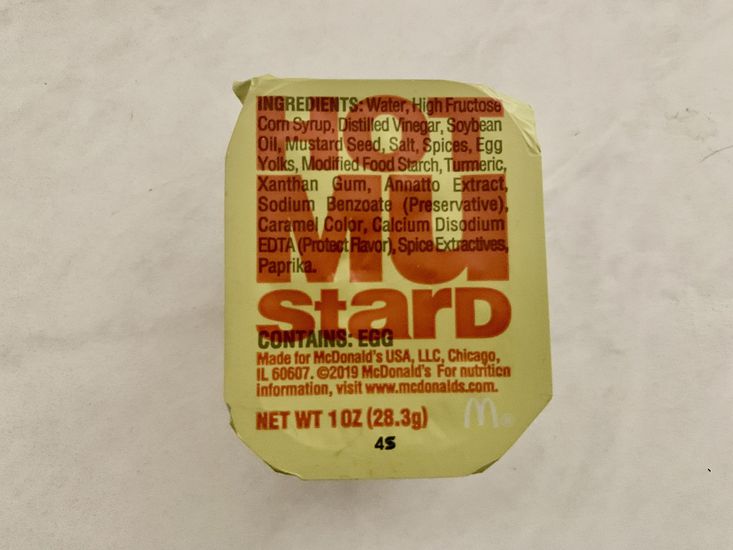 HOT
MU
starD
INGREDIENTS: Water, High Fructose
Corn Syrup, Distilled Vinegar, Soybean
Oil, Mustard Seed, Salt, Spices, Egg
Yolks, Modified Food Starch, Turmeric,
Xanthan Gum, Annatto Extract,
Sodium Benzoate (Preservative),
Caramel Color, Calcium Disodium
EDTA (Protect Flavor), Spice Extractives,
Paprika.
CONTAINS: EGG
Made for McDonald's USA, LLC, Chicago,
IL 60607. ©2019 McDonald's For nutrition
information, visit www.mcdonalds.com.
NET WT 1 OZ (28.3g)
M®
4S